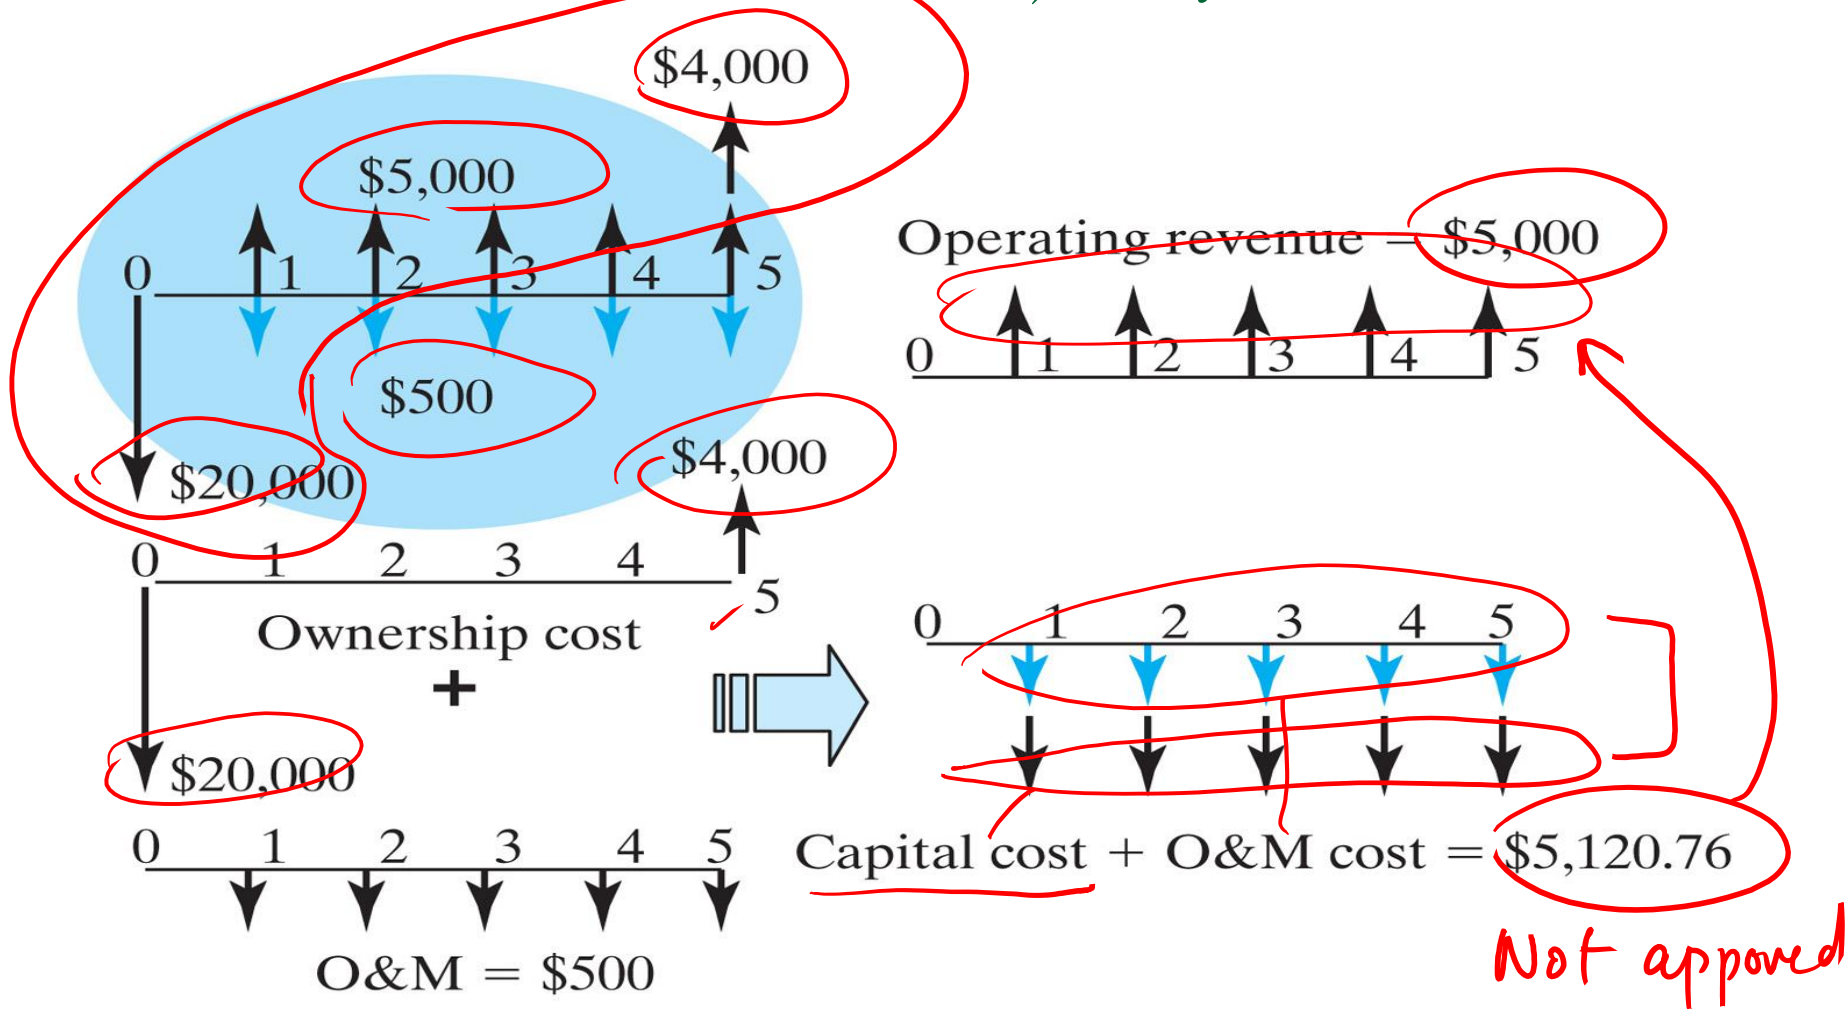 $4,000
$5,000
0 1 2 3 4 5
$500
$20,000
Operating revenue = $5,000
0 1 2 3 4 5
$4,000
0 1 2 3 4 5
Ownership cost
+
$20,000
0 1 2 3 4 5
O&M = $500
0 1 2 3 4 5
Capital cost + O&M cost = $5,120.76
Not appoved